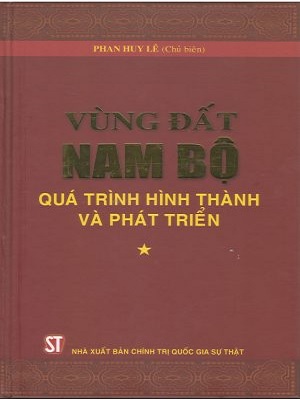 PHAN HUY LÊ (Chủ biên)
VÙNG ĐẤT
NAM BỘ
QUÁ TRÌNH HÌNH THÀNH
VÀ PHÁT TRIỂN
ST
NHÀ XUẤT BẢN CHÍNH TRỊ QUỐC GIA SỰ THẬT